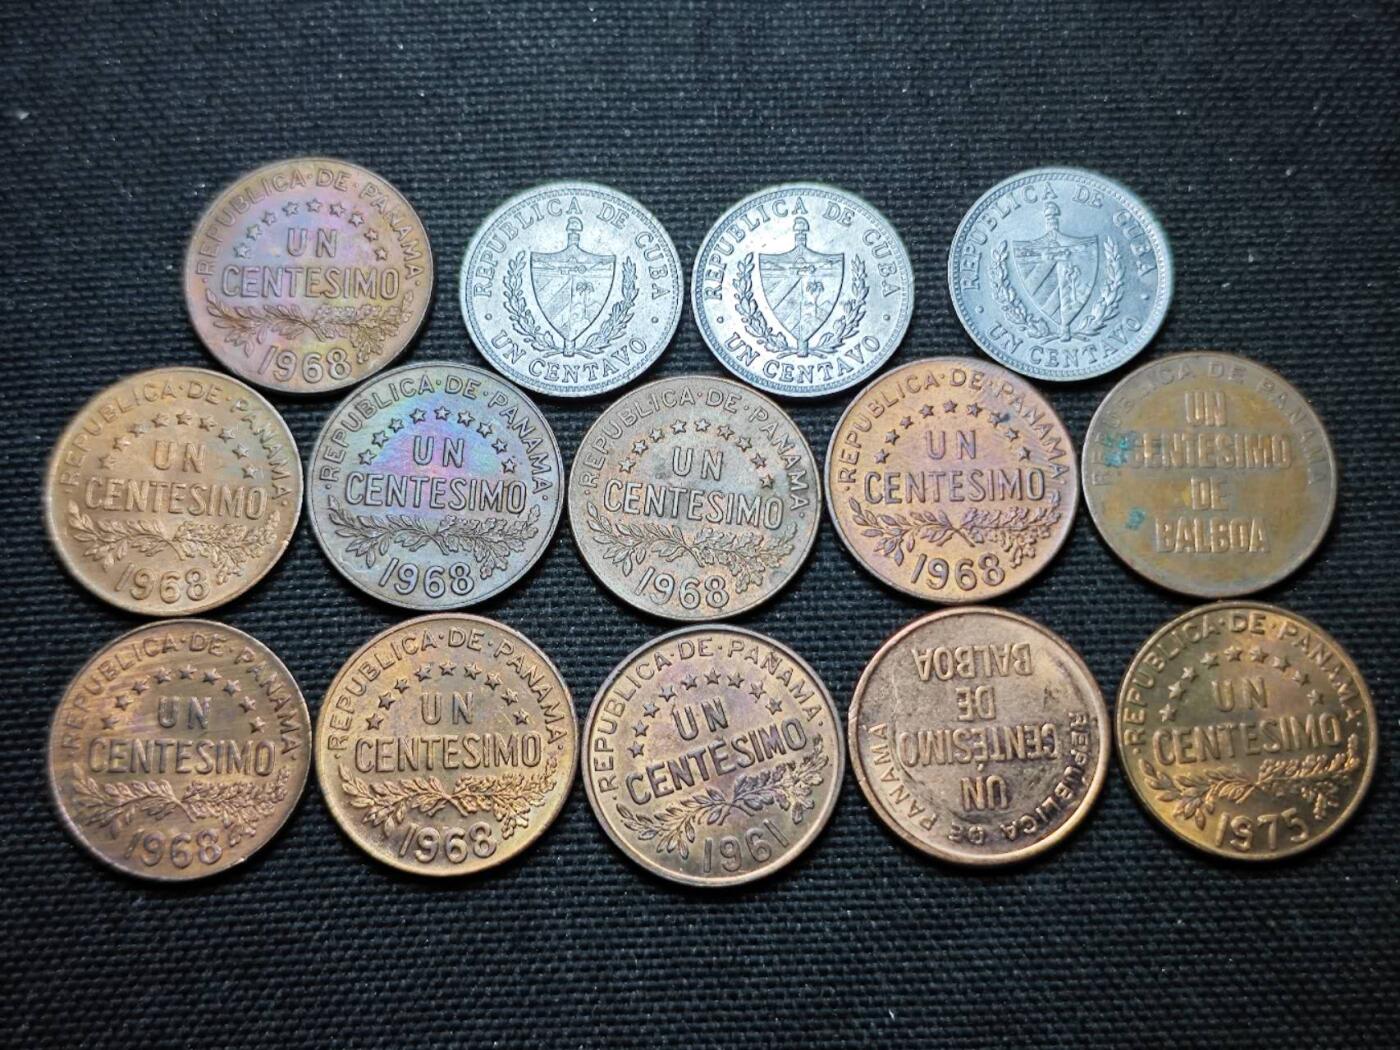 REPUBLICA·DE·PANAMA
UN
CENTESIMO
1968
REPUBLICA DE CUBA
UN CENTAVO
REPUBLICA DE CUBA
UN CENTAVO
REPUBLICA DE CUBA
UN CENTAVO
REPUBLICA·DE·PANAMA
UN
CENTESIMO
1968
REPUBLICA·DE·PANAMA
UN
CENTESIMO
1968
REPUBLICA·DE·PANAMA
UN
CENTESIMO
1968
REPUBLICA·DE·PANAMA
UN
CENTESIMO
1968
REPUBLICA DE PANAMA
UN
CENTESIMO
DE
BALBOA
REPUBLICA·DE·PANAMA
UN
CENTESIMO
1968
REPUBLICA·DE·PANAMA
UN
CENTESIMO
1968
REPUBLICA·DE·PANAMA
UN
CENTÉSIMO
1961
REPUBLICA DE PANAMA
UN
CENTÉSIMO
DE
BALBOA
REPUBLICA·DE·PANAMA
UN
CENTESIMO
1975